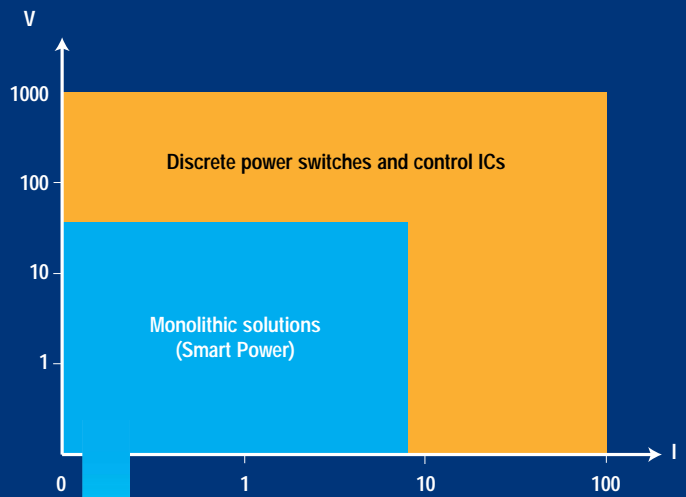 V
1000
Discrete power switches and control ICs
100
10
Monolithic solutions
(Smart Power)
1
I
0 1 10 100